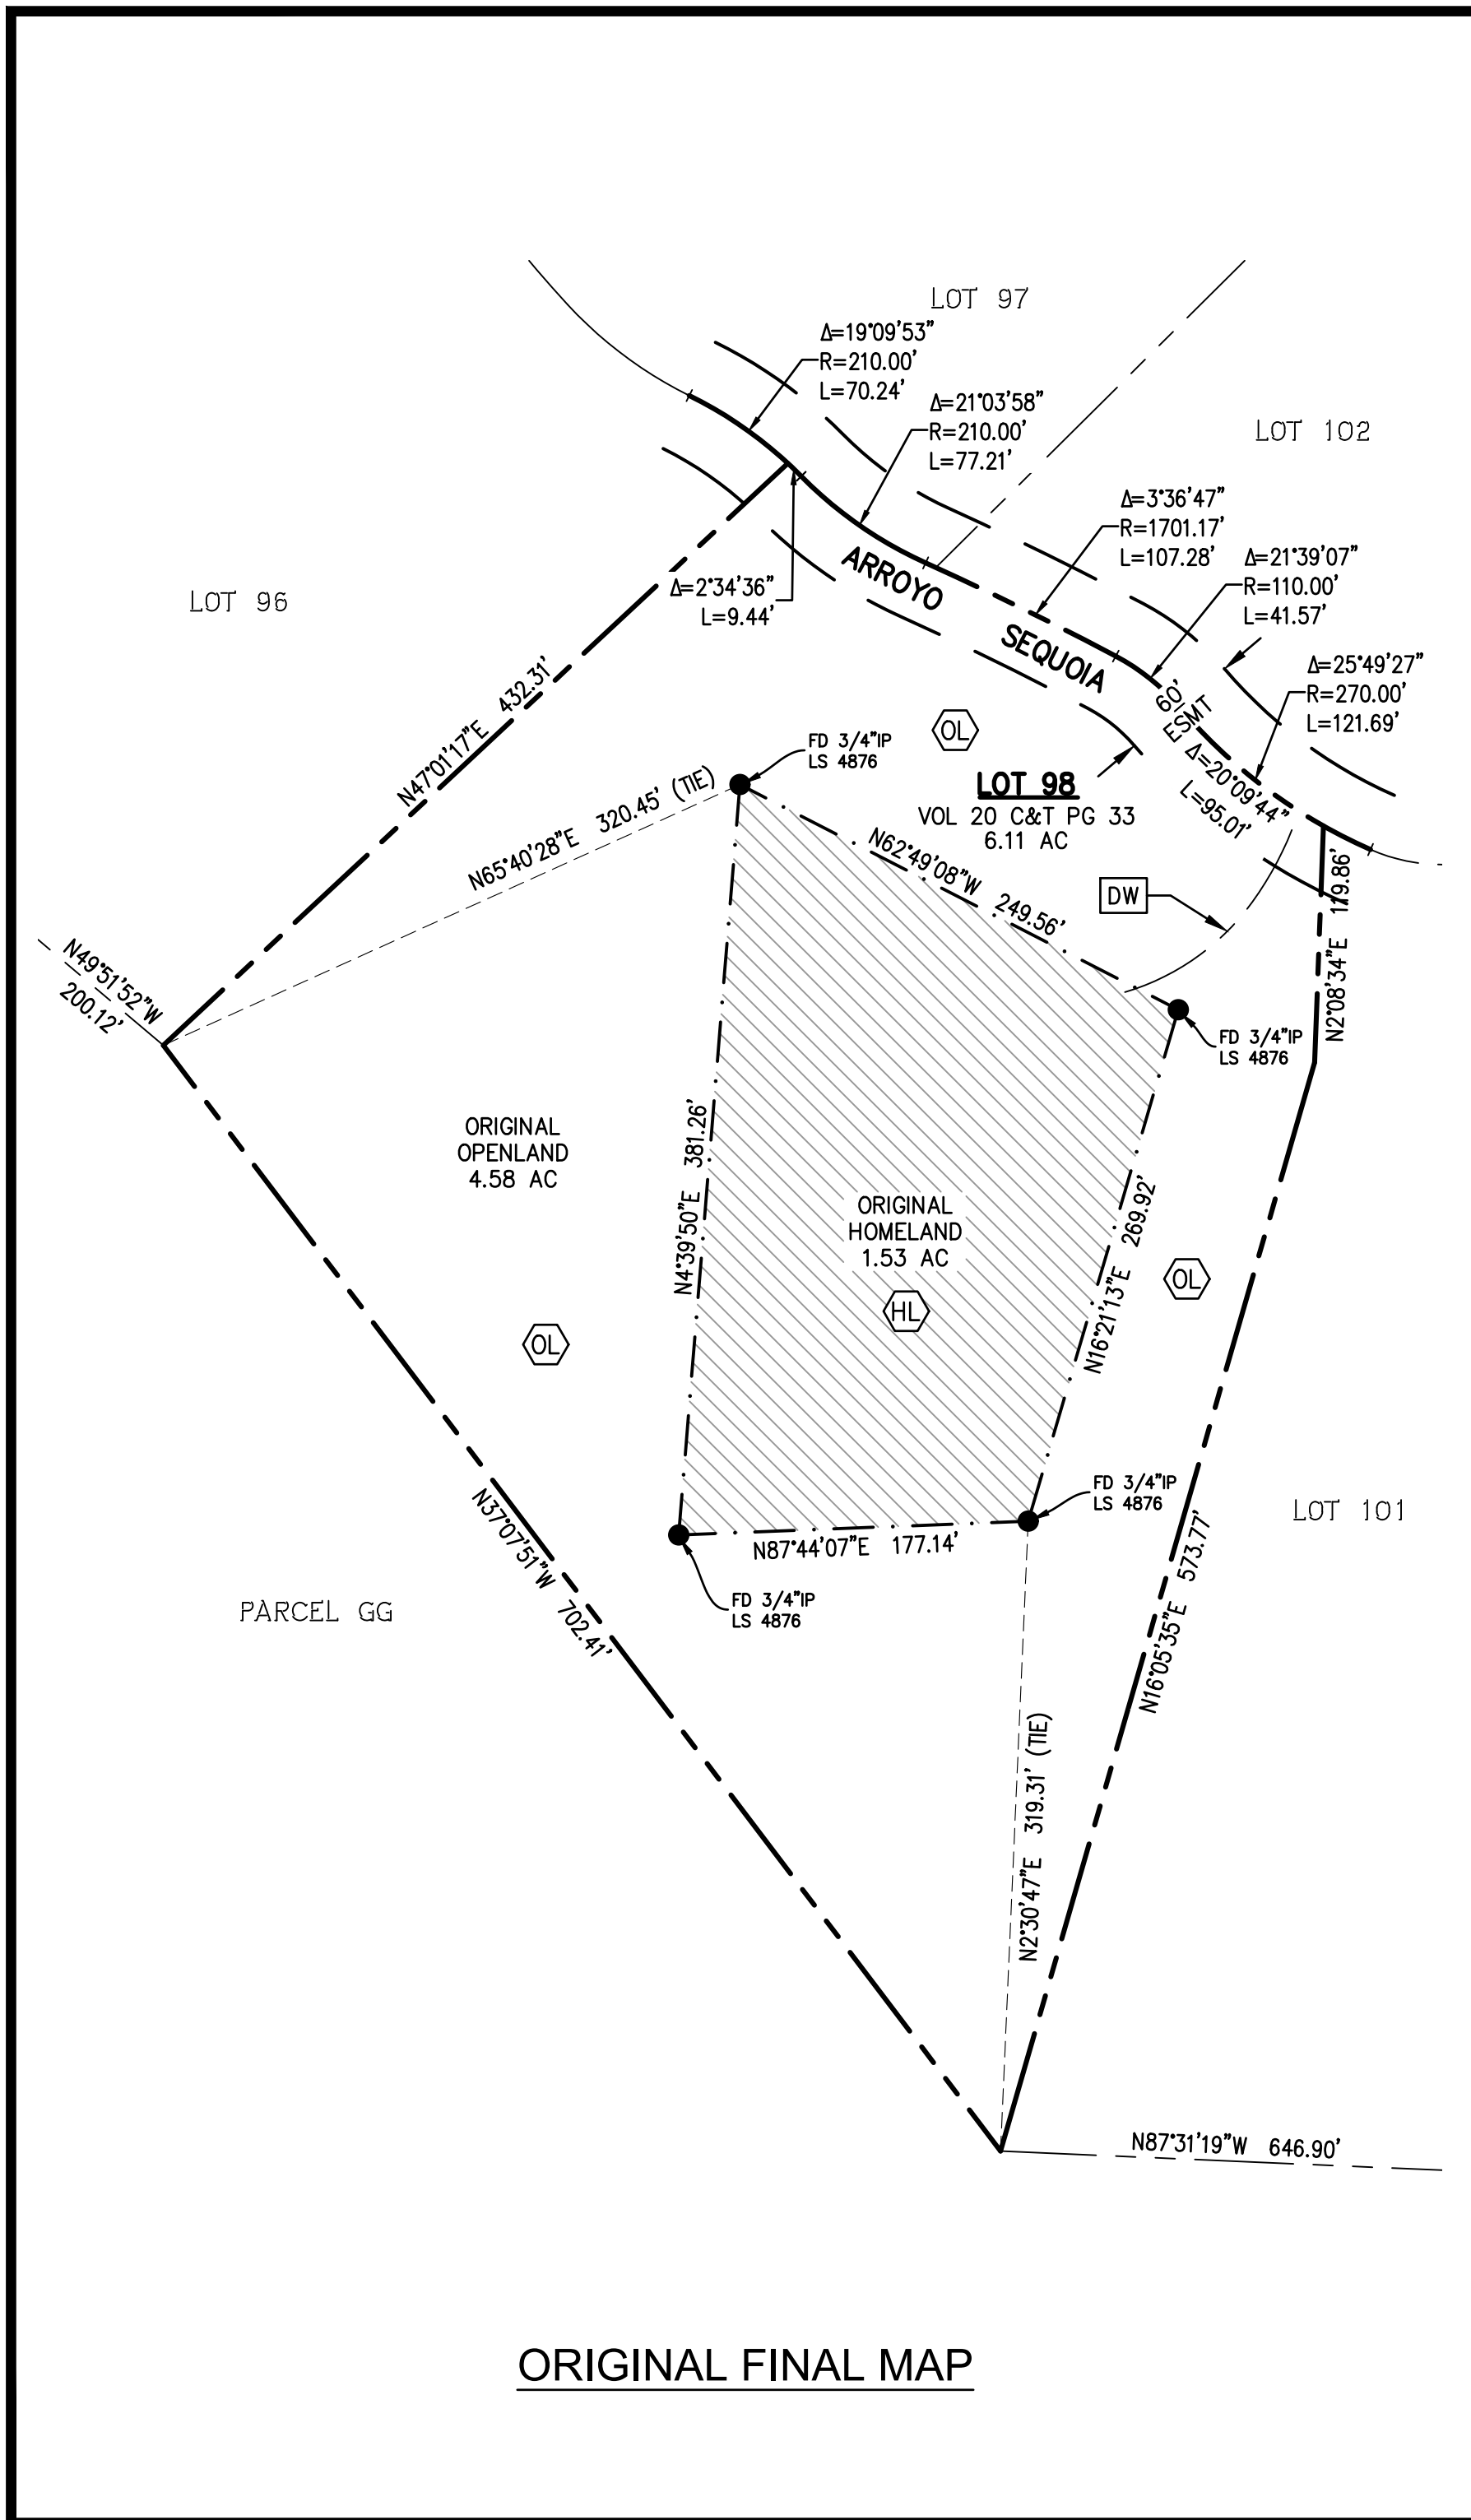 LOT 97
Δ=19°09'53"
R=210.00'
L=70.24'
Δ=21°03'58"
R=210.00'
L=77.21'
LOT 102
Δ=3°36'47"
R=1701.17'
L=107.28'
Δ=21°39'07"
R=110.00'
L=41.57'
Δ=2°34'36"
L=9.44'
LOT 96
ARROYO
SEQUOIA
60'
ESMT
Δ=25°49'27"
R=270.00'
L=121.69'
Δ=20°09'44"
L=95.01'
N47°01'17"E 432.31'
N65°40'28"E 320.45' (TIE)
FD 3/4"IP
LS 4876
OL
LOT 98
VOL 20 C&T PG 33
6.11 AC
N62°49'08"W 249.56'
DW
N2°08'34"E 179.86'
N49°51'52"W
200.12'
FD 3/4"IP
LS 4876
ORIGINAL
OPENLAND
4.58 AC
N4°39'50"E 381.26'
ORIGINAL
HOMELAND
1.53 AC
HL
N16°21'13"E 269.92'
OL
OL
N37°07'51"W 702.41'
N87°44'07"E 177.14'
FD 3/4"IP
LS 4876
FD 3/4"IP
LS 4876
LOT 101
PARCEL GG
N16°05'35"E 573.77'
N2°30'47"E 319.31' (TIE)
N87°31'19"W 646.90'
ORIGINAL FINAL MAP